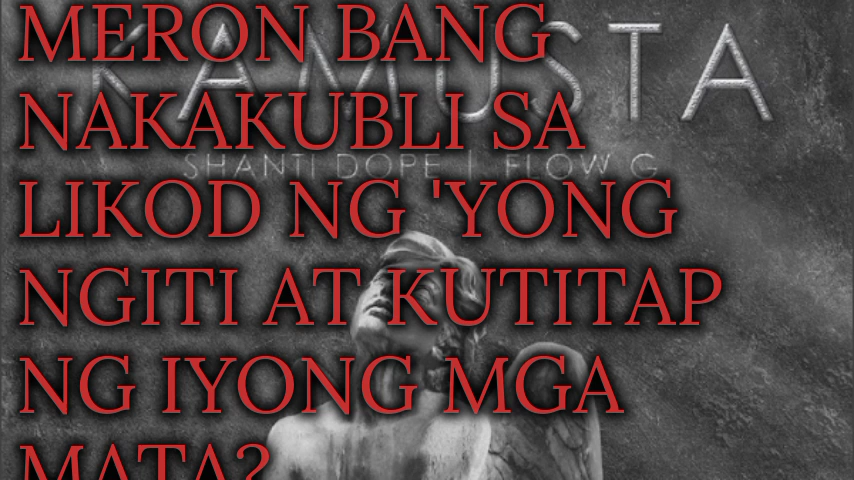 MERON BANG
KAMUSTA
NAKAKUBLI SA
SHANTI DOPE | FLOW G
LIKOD NG 'YONG
NGITI AT KUTITAP
NG IYONG MGA
MATA?